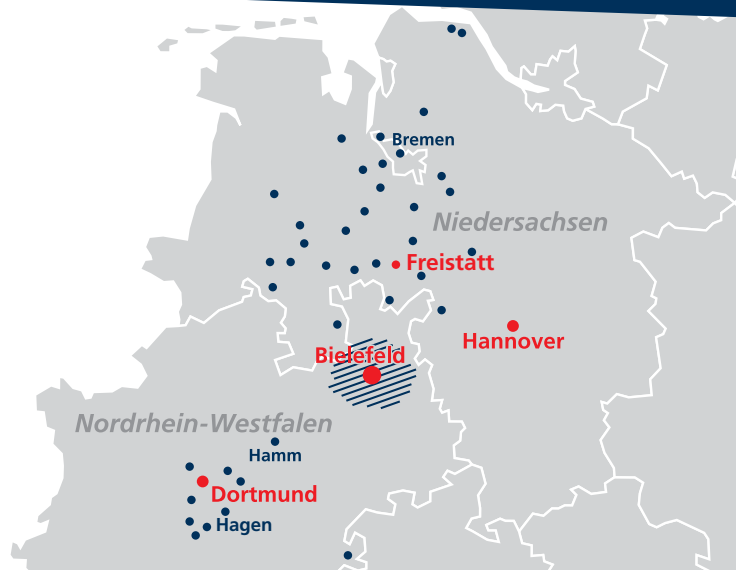 Bremen
Niedersachsen
Freistatt
Hannover
Bielefeld
Nordrhein-Westfalen
Hamm
Dortmund
Hagen